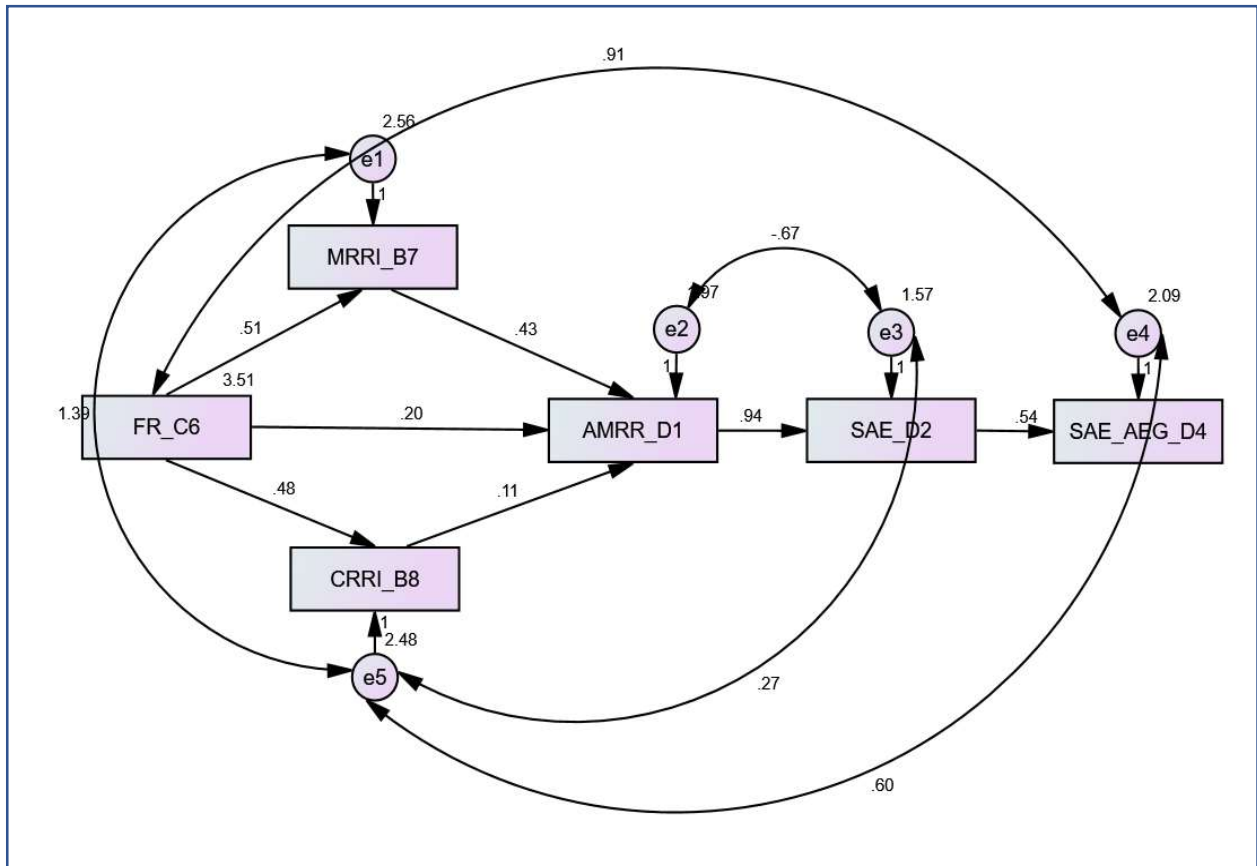 .91
2.56
e1
1
MRRI_B7
-.67
1.57
2.09
e2
e3
e4
1
1
1
.51
.43
3.51
1.39
FR_C6
.20
AMRR_D1
.94
SAE_D2
.54
SAE_AEG_D4
.48
.11
CRRI_B8
1
2.48
e5
.27
.60